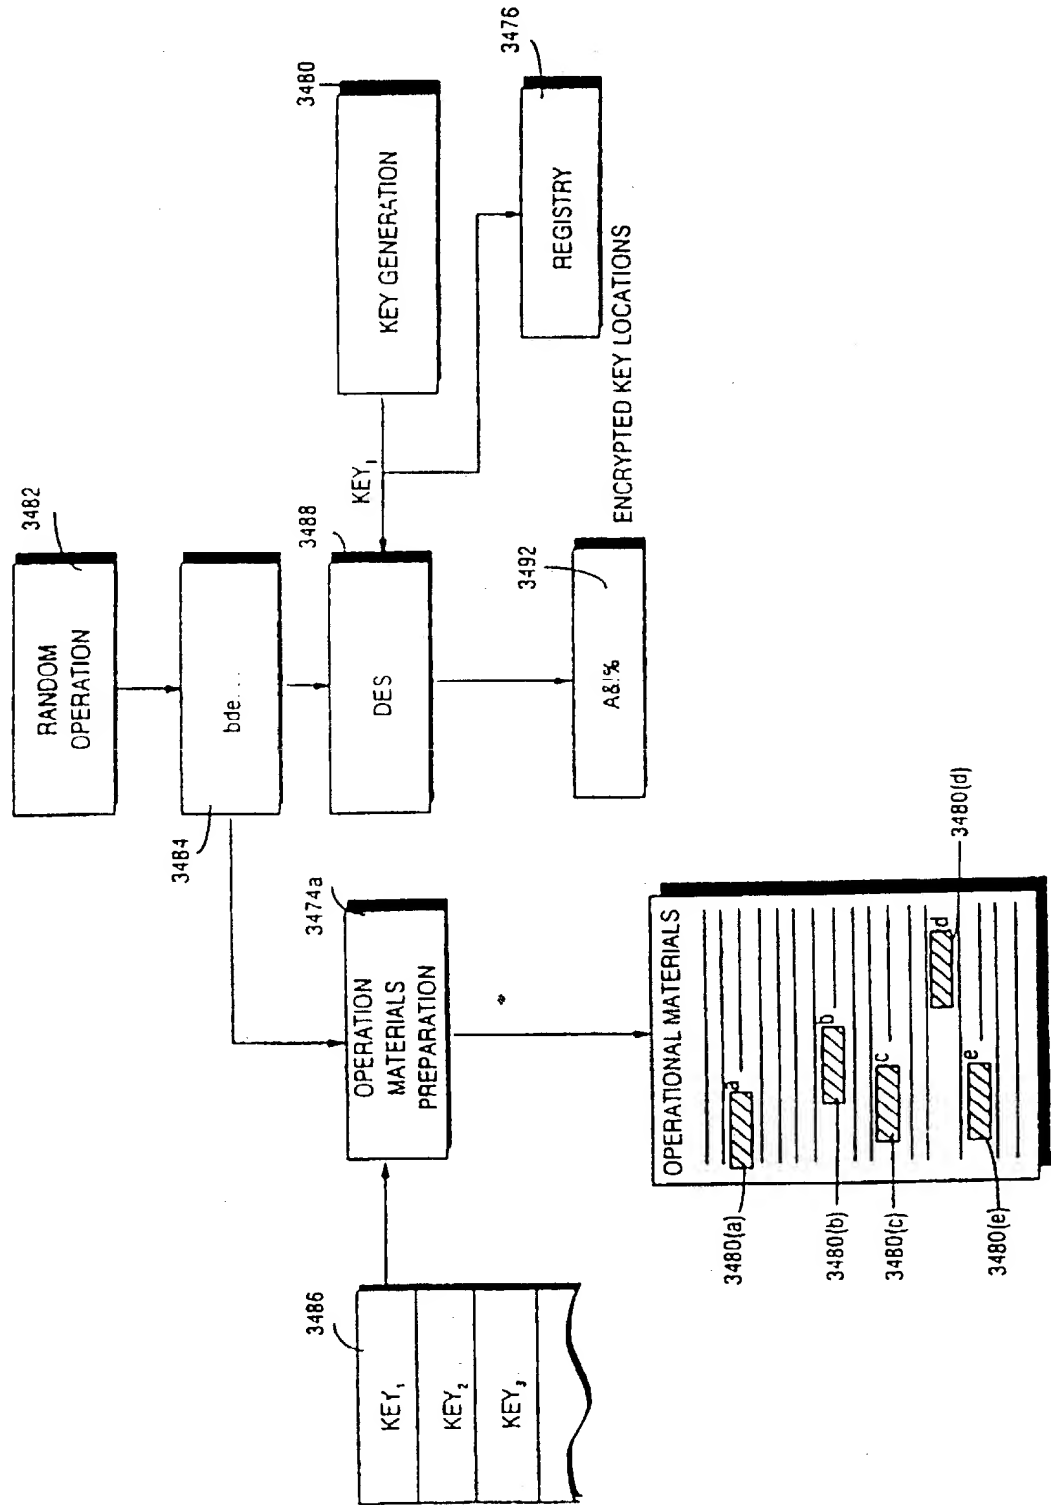 3482
RANDOM
OPERATION
bde...
3484
3488
DES
KEY1
3480
KEY GENERATION
3476
REGISTRY
3492
A&!%
ENCRYPTED KEY LOCATIONS
3474a
OPERATION
MATERIALS
PREPARATION
3486
KEY1
KEY2
KEY3
OPERATIONAL MATERIALS
a
3480(a)
b
3480(b)
c
3480(c)
d
3480(d)
e
3480(e)